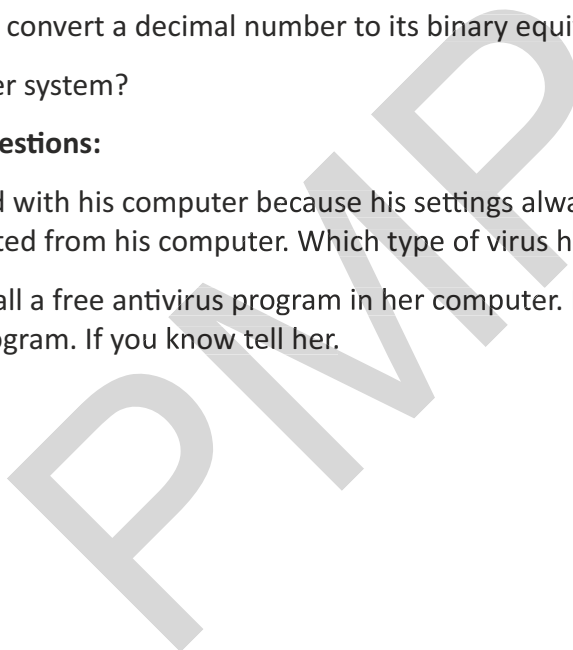 convert a decimal number to its binary equi
er system?
estions:
d with his computer because his settings alwa
ted from his computer. Which type of virus h
all a free antivirus program in her computer.
ogram. If you know tell her.
PMP